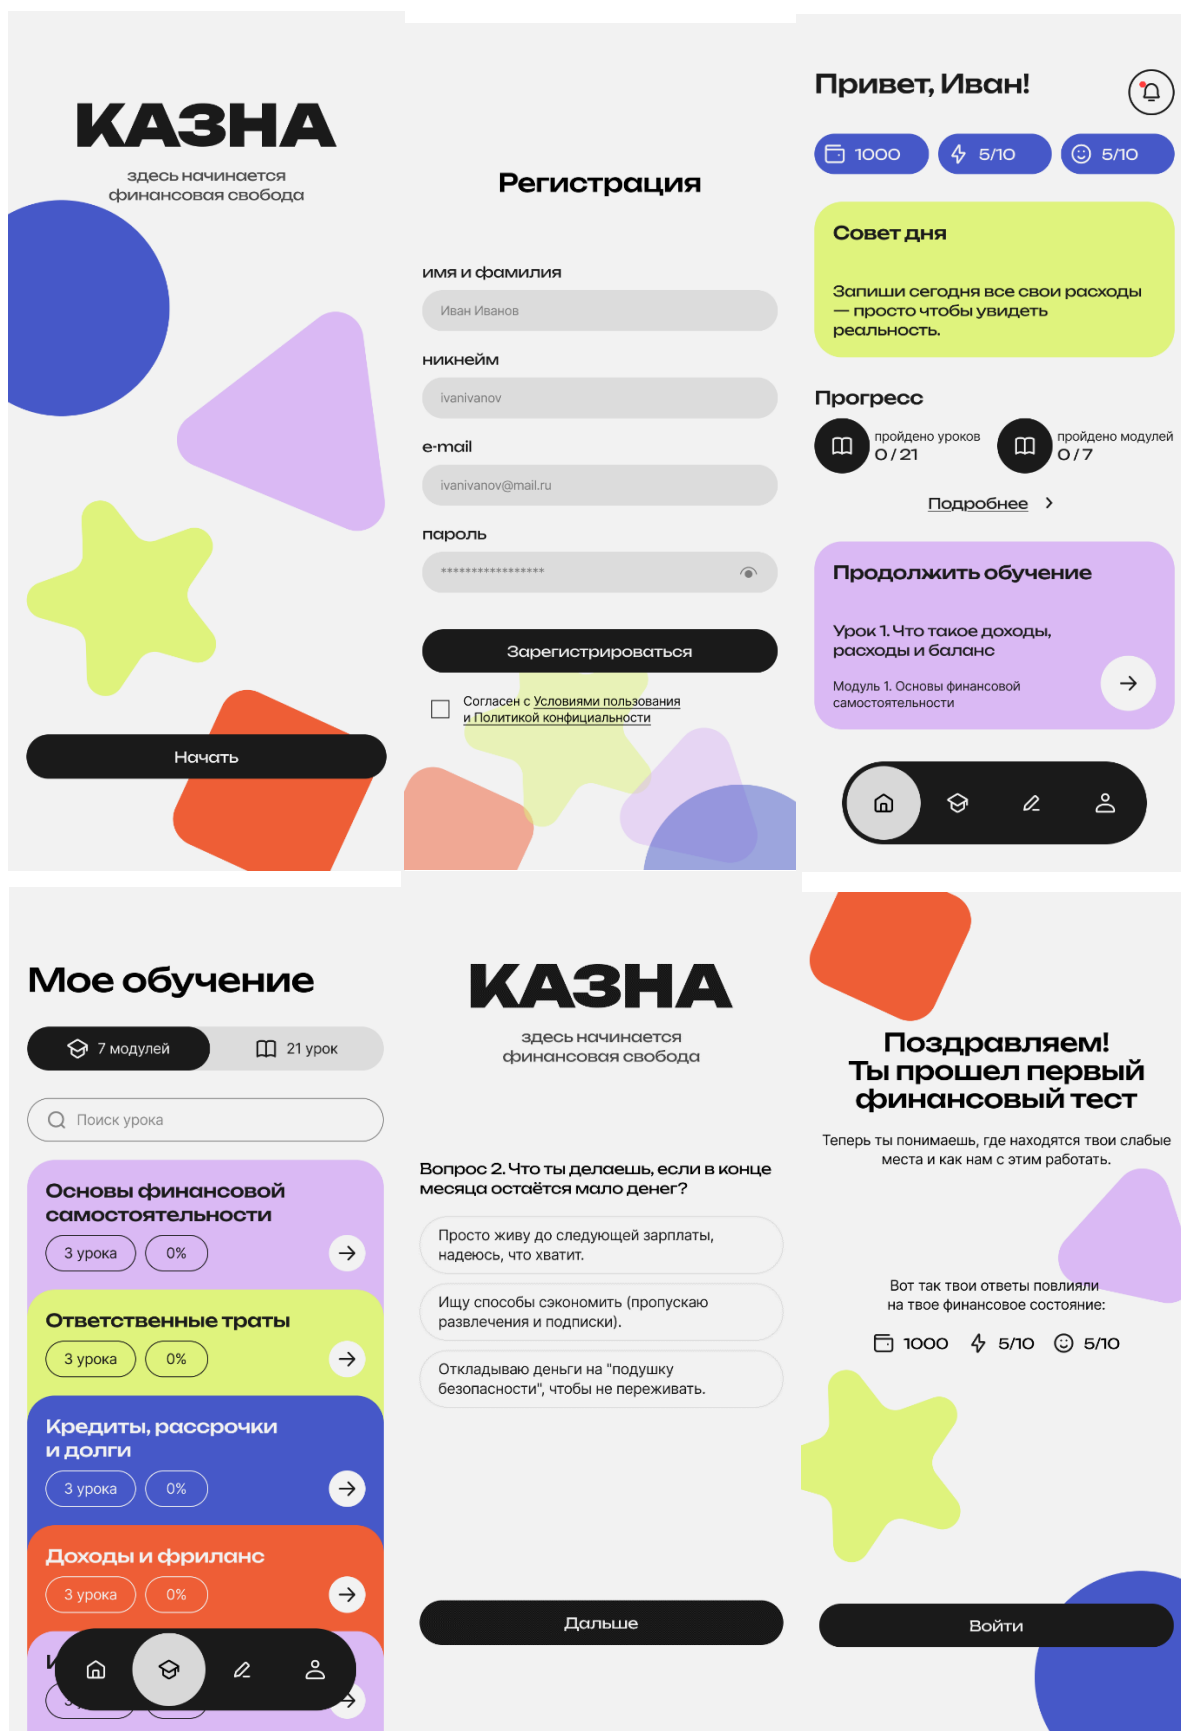 КАЗНА
здесь начинается
финансовая свобода
Начать
Регистрация
имя и фамилия
Иван Иванов
никнейм
ivanivanov
e-mail
ivanivanov@mail.ru
пароль
*****************
Зарегистрироваться
Согласен с Условиями пользования
и Политикой конфициальности
Привет, Иван!
1000
5/10
5/10
Совет дня
Запиши сегодня все свои расходы
— просто чтобы увидеть
реальность.
Прогресс
пройдено уроков
0/21
пройдено модулей
0/7
Подробнее
Продолжить обучение
Урок 1. Что такое доходы,
расходы и баланс
Модуль 1. Основы финансовой
самостоятельности
Мое обучение
7 модулей
21 урок
Поиск урока
Основы финансовой
самостоятельности
3 урока
0%
Ответственные траты
3 урока
0%
Кредиты, рассрочки
и долги
3 урока
0%
Доходы и фриланс
3 урока
0%
КАЗНА
здесь начинается
финансовая свобода
Вопрос 2. Что ты делаешь, если в конце
месяца остаётся мало денег?
Просто живу до следующей зарплаты,
надеюсь, что хватит.
Ищу способы сэкономить (пропускаю
развлечения и подписки).
Откладываю деньги на "подушку
безопасности", чтобы не переживать.
Дальше
Поздравляем!
Ты прошел первый
финансовый тест
Теперь ты понимаешь, где находятся твои слабые
места и как нам с этим работать.
Вот так твои ответы повлияли
на твое финансовое состояние:
1000
5/10
5/10
Войти